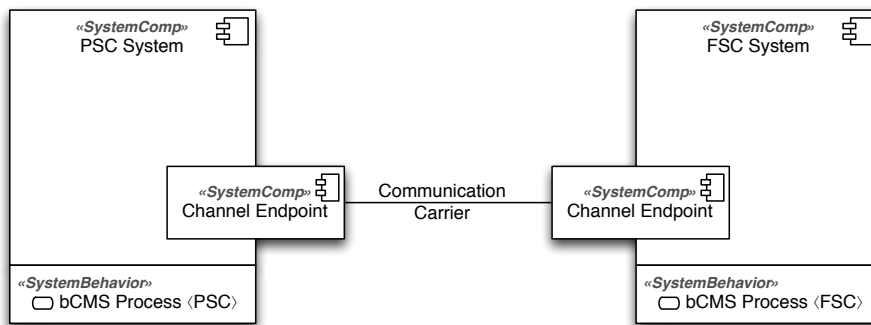 «SystemComp»
PSC System
«SystemComp»
FSC System
«SystemComp»
Channel Endpoint
Communication
Carrier
«SystemComp»
Channel Endpoint
«SystemBehavior»
bCMS Process ⟨PSC⟩
«SystemBehavior»
bCMS Process ⟨FSC⟩